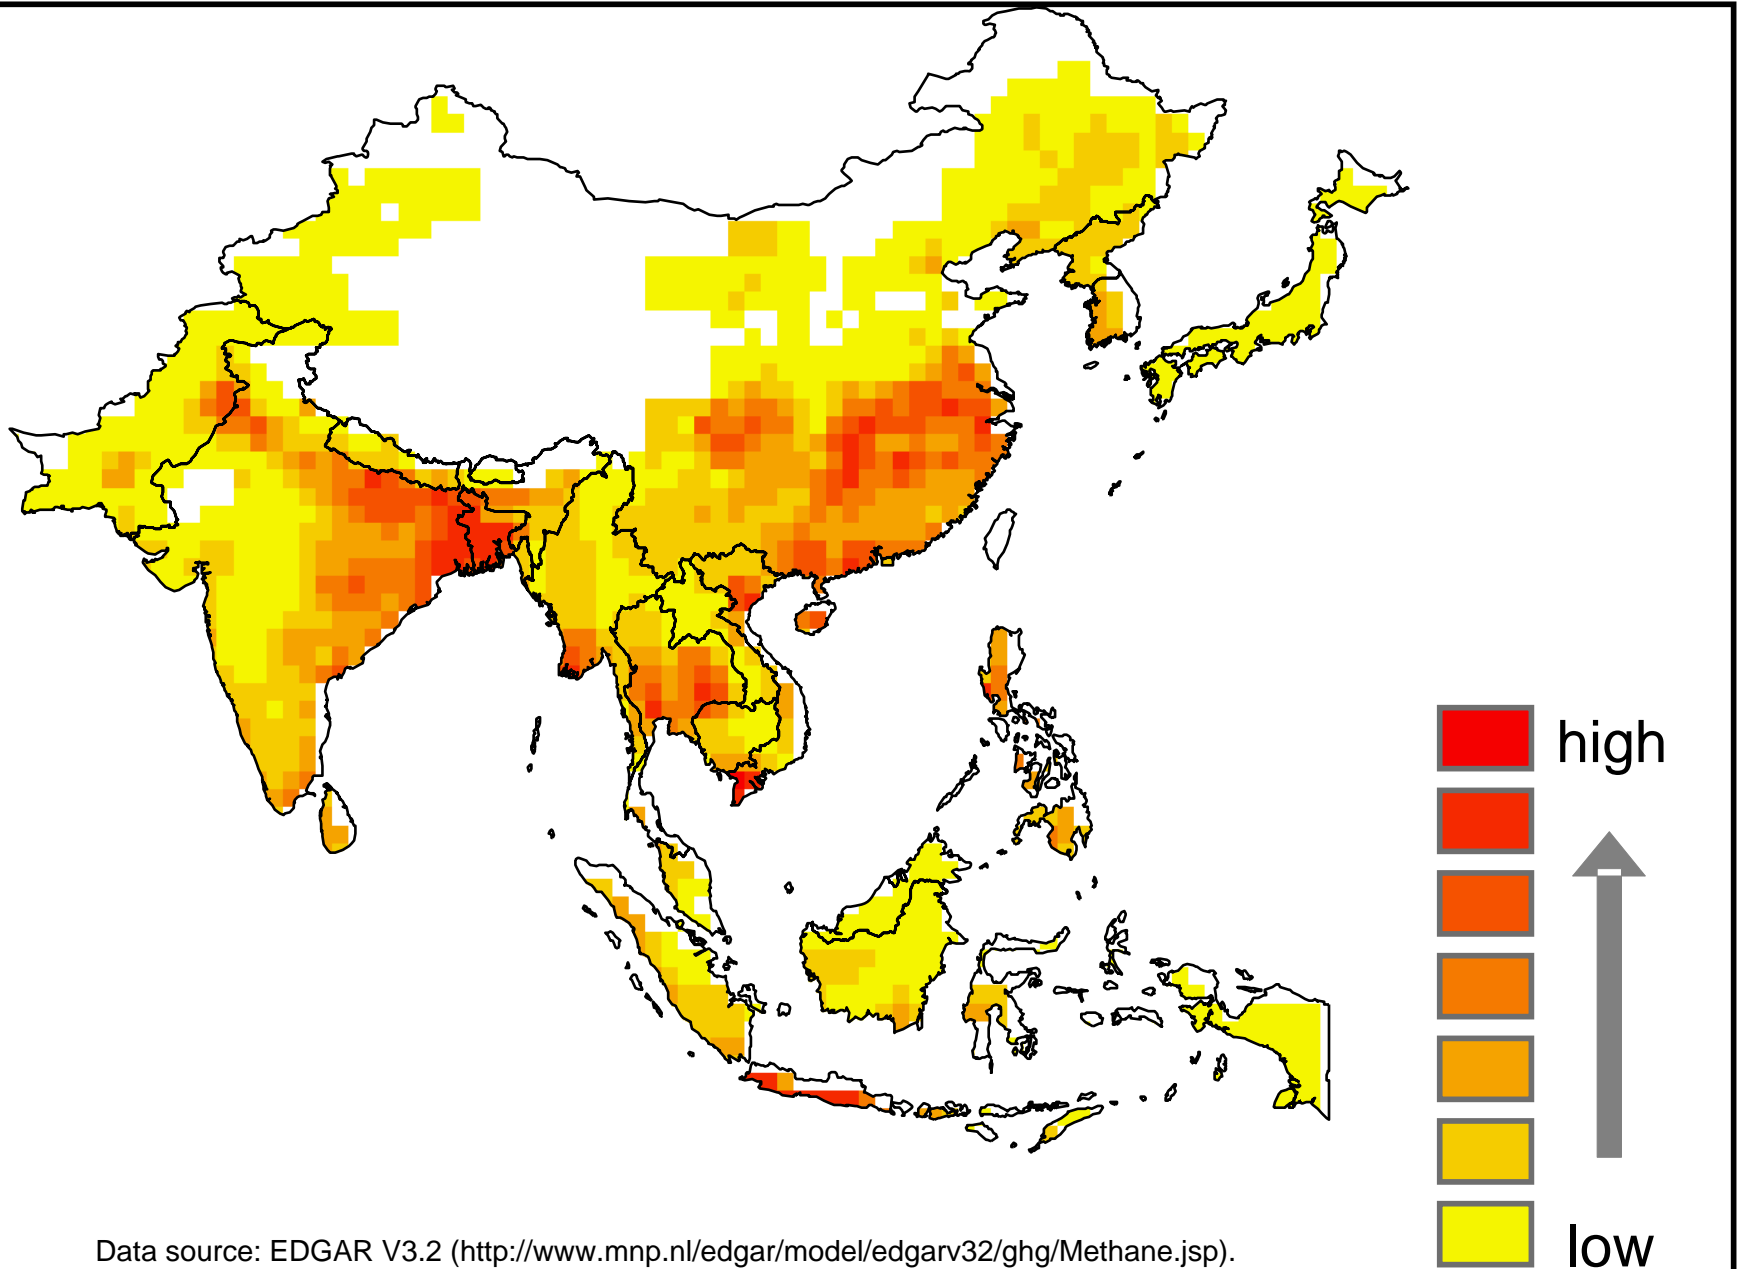 high
low
Data source: EDGAR V3.2 (http://www.mnp.nl/edgar/model/edgarv32/ghg/Methane.jsp).